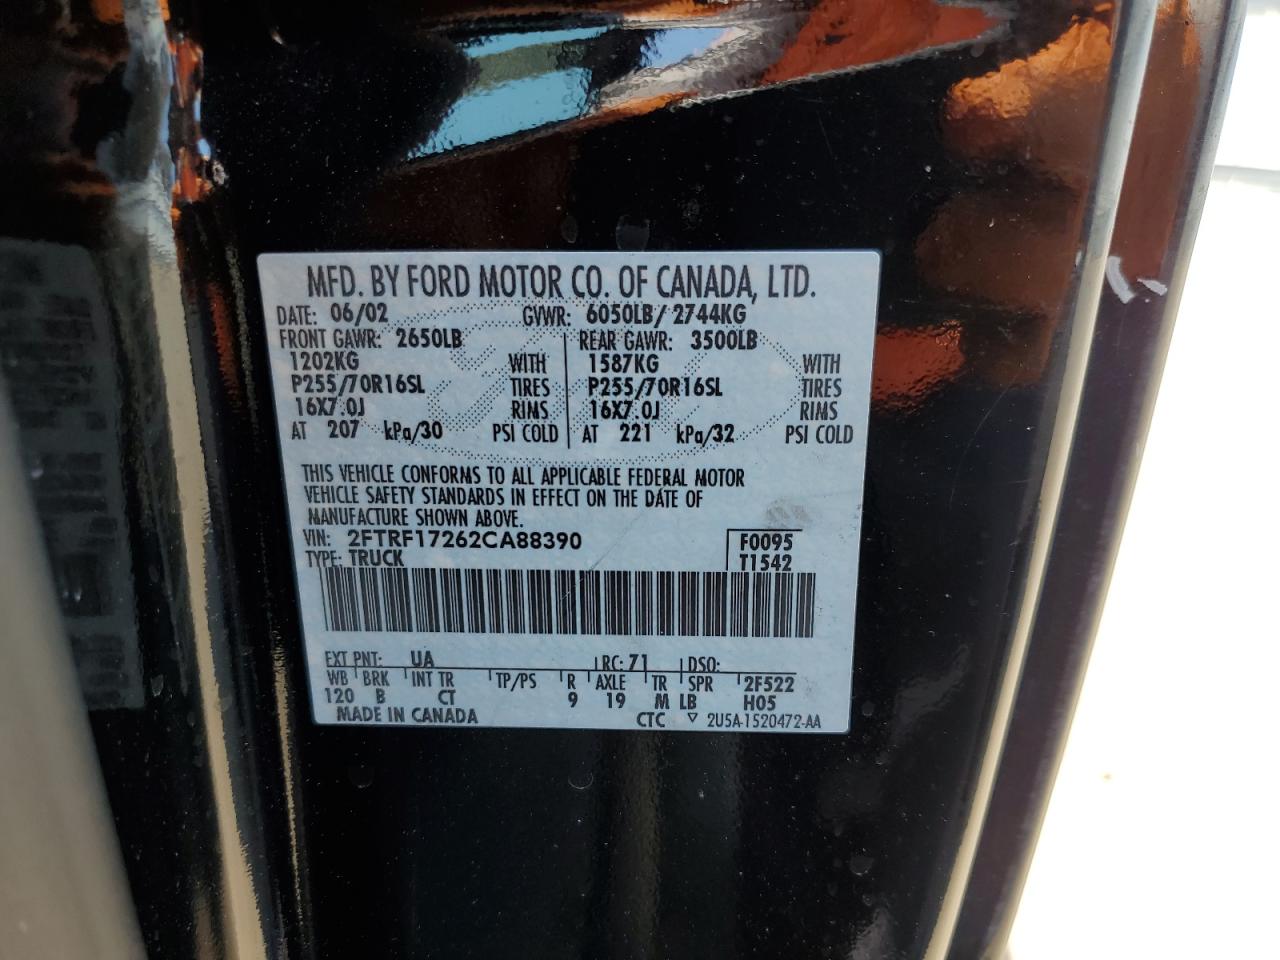 MFD. BY FORD MOTOR CO. OF CANADA, LTD.
DATE: 06/02 GVWR: 6050LB/ 2744KG
FRONT GAWR: 2650LB REAR GAWR: 3500LB
1202KG WITH 1587KG WITH
P255/70R16SL TIRES P255/70R16SL TIRES
16X7.0J RIMS 16X7.0J RIMS
AT 207 kPa/30 PSI COLD AT 221 kPa/32 PSI COLD
THIS VEHICLE CONFORMS TO ALL APPLICABLE FEDERAL MOTOR
VEHICLE SAFETY STANDARDS IN EFFECT ON THE DATE OF
MANUFACTURE SHOWN ABOVE.
VIN: 2FTRF17262CA88390 F0095
TYPE: TRUCK T1542
EXT PNT: UA RC: 71 DSO:
WB BRK INT TR TP/PS R AXLE TR SPR 2F522
120 B CT 9 19 M LB H05
MADE IN CANADA CTC ▽ 2U5A-1520472-AA